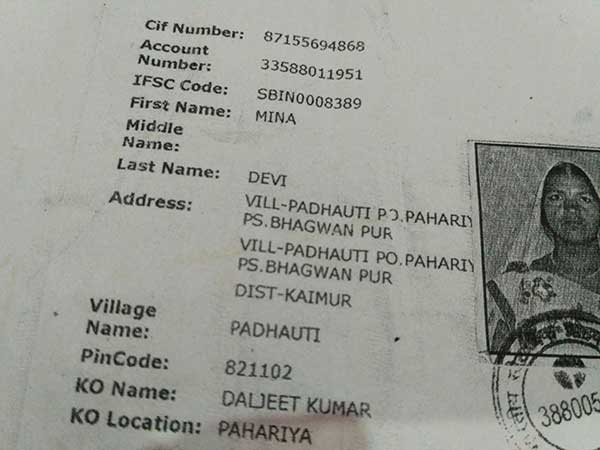 Cif Number: 87155694868
Account Number: 33588011951
IFSC Code: SBIN0008389
First Name: MINA
Middle Name:
Last Name: DEVI
Address: VILL-PADHAUTI PO.PAHARIY
PS.BHAGWAN PUR
VILL-PADHAUTI PO.PAHARIY
PS.BHAGWAN PUR
DIST-KAIMUR
Village Name: PADHAUTI
PinCode: 821102
KO Name: DALJEET KUMAR
KO Location: PAHARIYA
388005